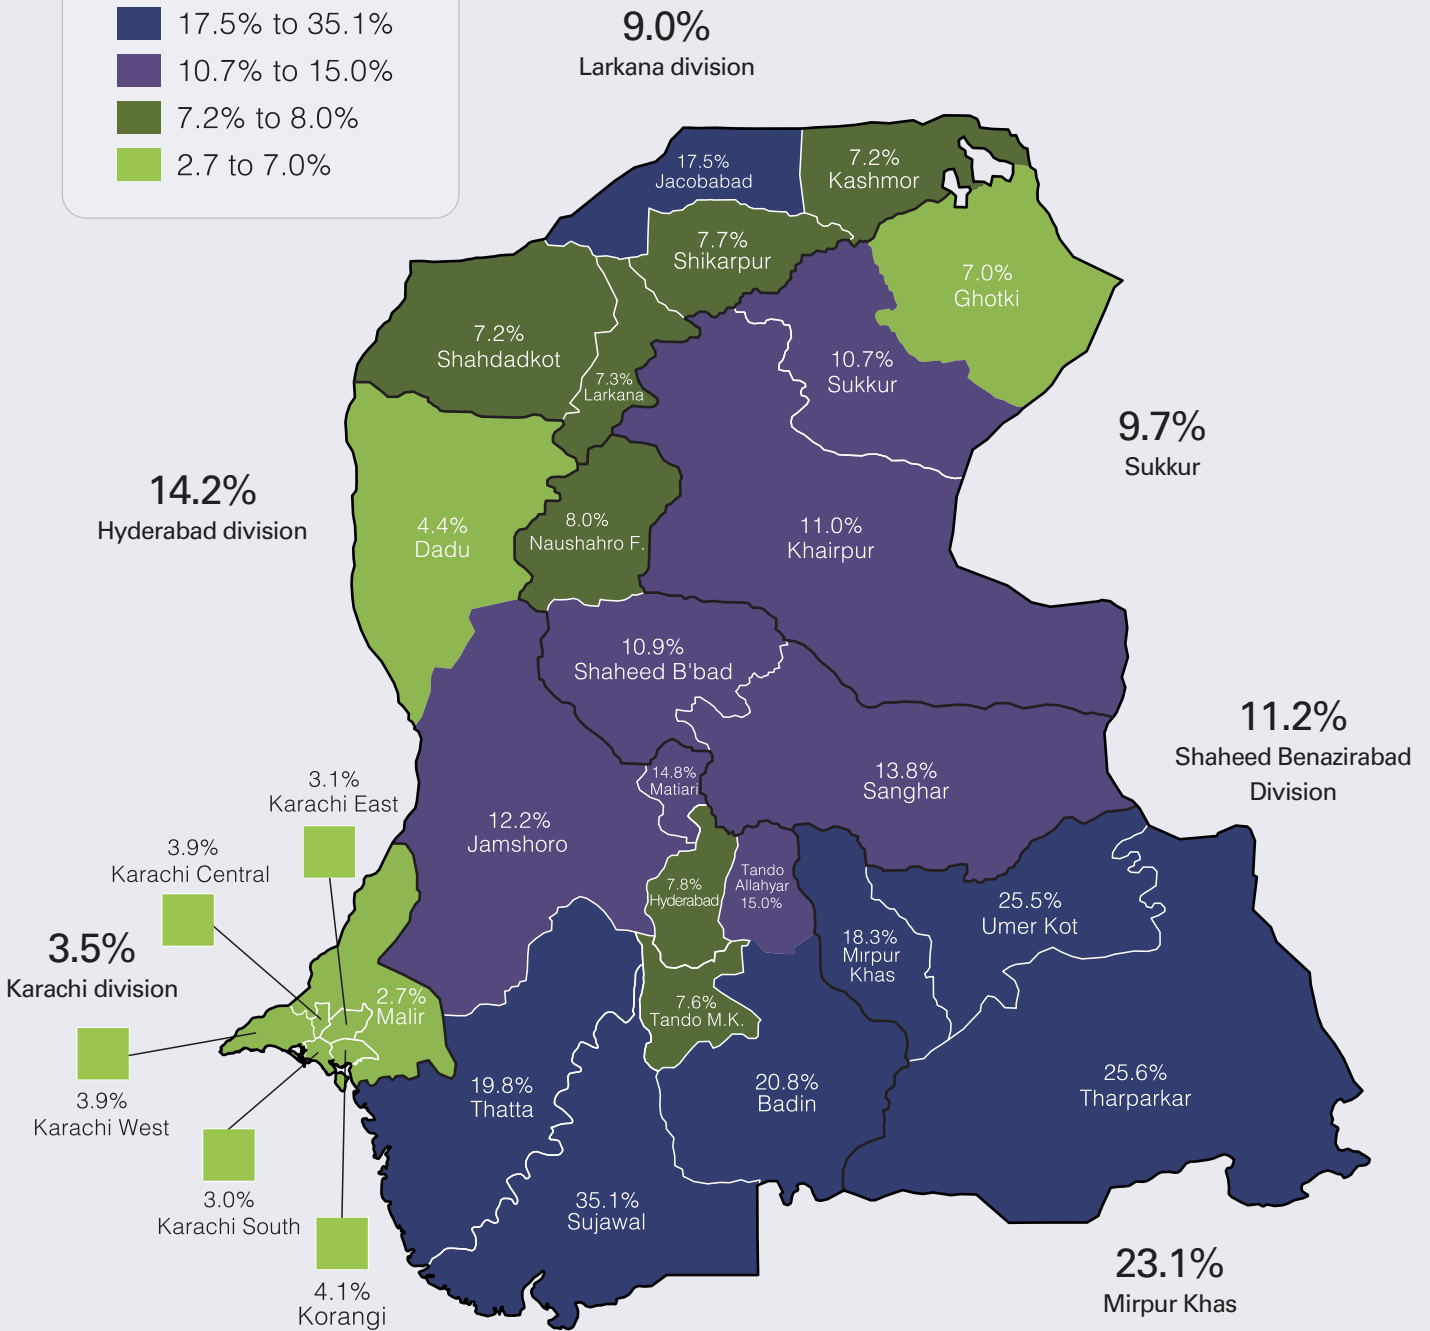 17.5% to 35.1%
10.7% to 15.0%
7.2% to 8.0%
2.7 to 7.0%
9.0%
Larkana division
17.5%
Jacobabad
7.2%
Kashmor
7.7%
Shikarpur
7.0%
Ghotki
7.2%
Shahdadkot
7.3%
Larkana
10.7%
Sukkur
9.7%
Sukkur
14.2%
Hyderabad division
4.4%
Dadu
8.0%
Naushahro F.
11.0%
Khairpur
10.9%
Shaheed B'bad
11.2%
Shaheed Benazirabad
Division
14.8%
Matiari
13.8%
Sanghar
3.1%
Karachi East
12.2%
Jamshoro
3.9%
Karachi Central
7.8%
Hyderabad
Tando
Allahyar
15.0%
25.5%
Umer Kot
18.3%
Mirpur
Khas
3.5%
Karachi division
2.7%
Malir
7.6%
Tando M.K.
19.8%
Thatta
20.8%
Badin
25.6%
Tharparkar
3.9%
Karachi West
3.0%
Karachi South
35.1%
Sujawal
4.1%
Korangi
23.1%
Mirpur Khas